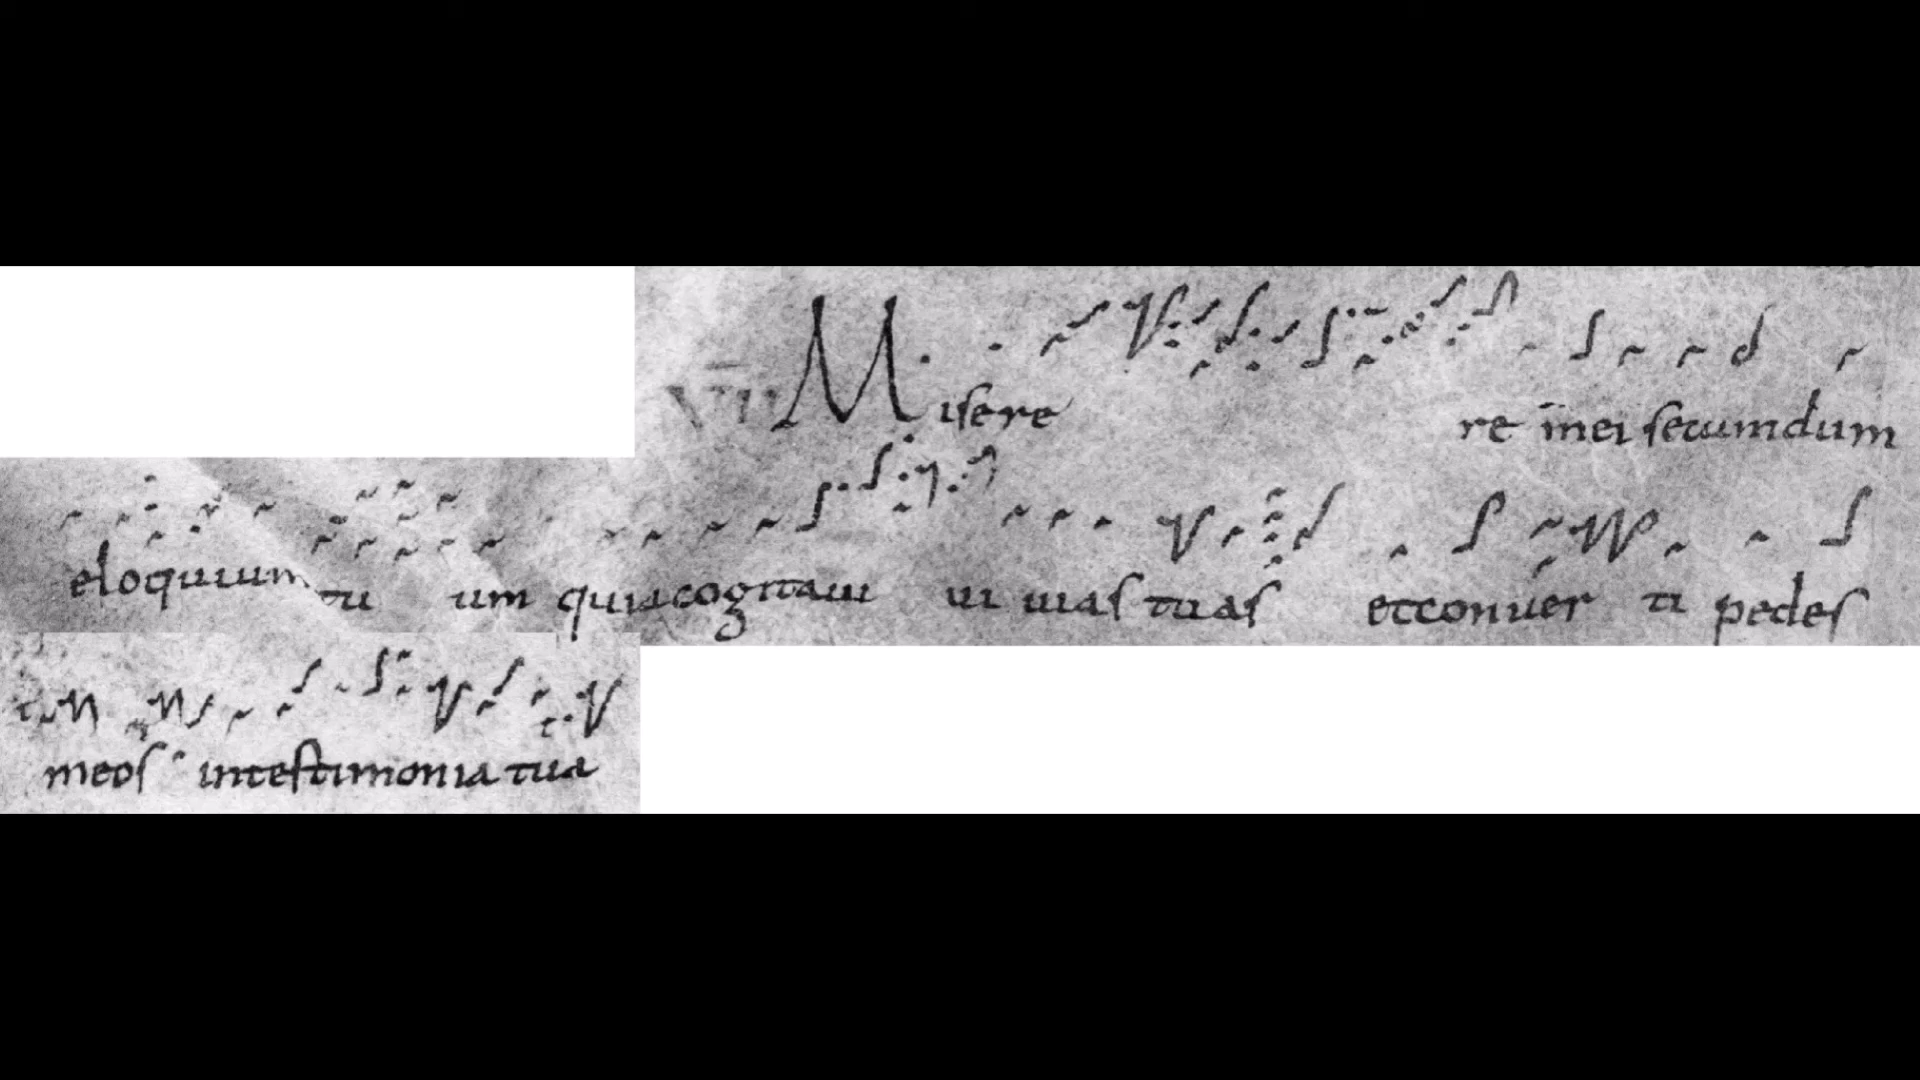 VII Misere re mei secumdum
eloquium tu um quia cogitaui ui uias tuas et conuer ti pedes
meos in testimonia tua